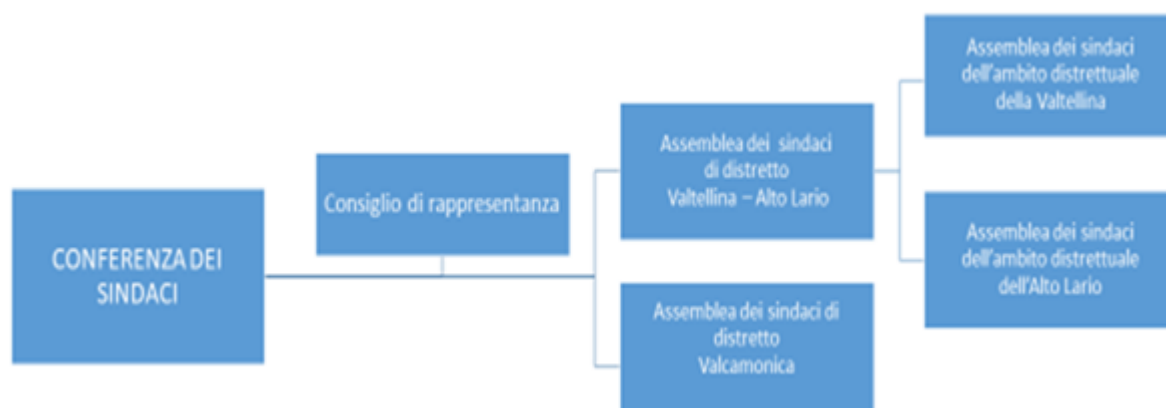 CONFERENZA DEI
SINDACI
Consiglio di rappresentanza
Assemblea dei sindaci
di distretto
Valtellina – Alto Lario
Assemblea dei sindaci di
distretto
Valcamonica
Assemblea dei sindaci
dell'ambito distrettuale
della Valtellina
Assemblea dei sindaci
dell'ambito distrettuale
dell'Alto Lario